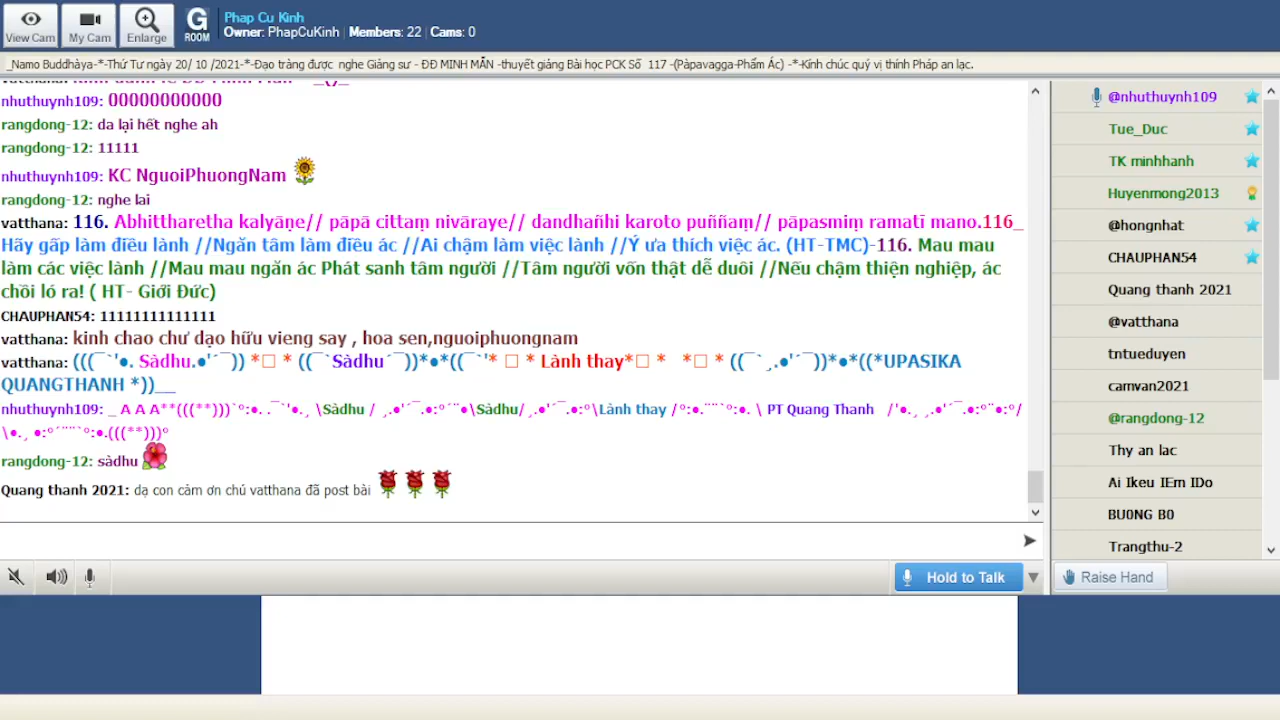 View Cam
My Cam
Enlarge
G
ROOM
Phap Cu Kinh
Owner: PhapCuKinh | Members: 22 | Cams: 0
_Namo Buddhàya-*-Thứ Tư ngày 20/ 10 /2021-*-Đạo tràng được nghe Giảng sư - ĐĐ MINH MẪN -thuyết giảng Bài học PCK Số 117 -(Pàpavagga-Phẩm Ác) -*-Kính chúc quý vị thính Pháp an lạc.
nhuthuynh109: 00000000000
rangdong-12: da lại hết nghe ah
rangdong-12: 11111
nhuthuynh109: KC NguoiPhuongNam
rangdong-12: nghe lai
vatthana: 116. Abhittharetha kalyāṇe// pāpā cittaṃ nivāraye// dandhañhi karoto puññaṃ// pāpasmiṃ ramatī mano.116_
Hãy gấp làm điều lành //Ngăn tâm làm điều ác //Ai chậm làm việc lành //Ý ưa thích việc ác. (HT-TMC)-116. Mau mau
làm các việc lành //Mau mau ngăn ác Phát sanh tâm người //Tâm người vốn thật dễ duôi //Nếu chậm thiện nghiệp, ác
chồi ló ra! ( HT- Giới Đức)
CHAUPHAN54: 11111111111111
vatthana: kinh chao chư dạo hữu vieng say , hoa sen,nguoiphuongnam
vatthana: (((¯`'●. Sàdhu.●'´¯)) *□ * ((¯`Sàdhu´¯))*●*((¯`'* □ * Lành thay*□ * *□ * ((¯`¸.●'´¯))*●*((*UPASIKA
QUANGTHANH *))__
nhuthuynh109: _ A A A**(((**)))`º:●. .¯`'●.¸ \Sàdhu / ¸.●'´¯.●:º´¨●\Sàdhu/¸.●'´¯.●:º\Lành thay /º:●.¨¨`º:●. \ PT Quang Thanh /'●.¸ ¸.●'´¯.●:º¨●:º/
\●.¸ ●:º´¨¨`º:●.(((**)))º
rangdong-12: sàdhu
Quang thanh 2021: dạ con cảm ơn chú vatthana đã post bài
Hold to Talk
@nhuthuynh109
Tue_Duc
TK minhhanh
Huyenmong2013
@hongnhat
CHAUPHAN54
Quang thanh 2021
@vatthana
tntueduyen
camvan2021
@rangdong-12
Thy an lac
Ai Ikeu IEm IDo
BU0NG B0
Trangthu-2
Raise Hand